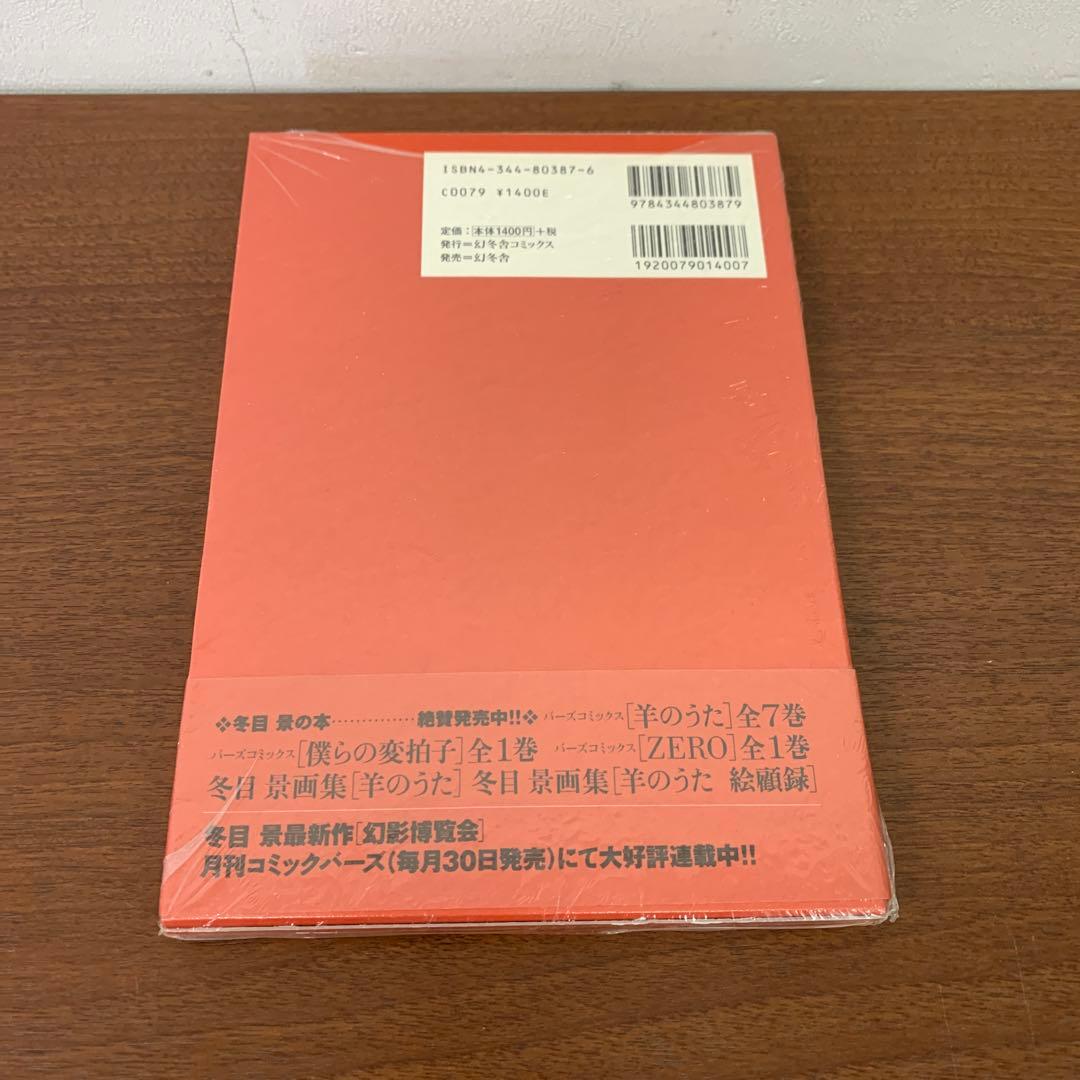 ISBN4-344-80387-6
C0079 ¥1400E
9784344803879
定価：本体1400円+税
発行＝幻冬舎コミックス
発売＝幻冬舎
1920079014007
❖冬目 景の本‥‥‥‥‥絶賛発売中!!❖ バーズコミックス[羊のうた]全7巻
バーズコミックス[僕らの変拍子]全1巻 バーズコミックス[ZERO]全1巻
冬目 景画集[羊のうた] 冬目 景画集[羊のうた 絵顧録]
冬目 景最新作[幻影博覧会]
月刊コミックバーズ(毎月30日発売)にて大好評連載中!!